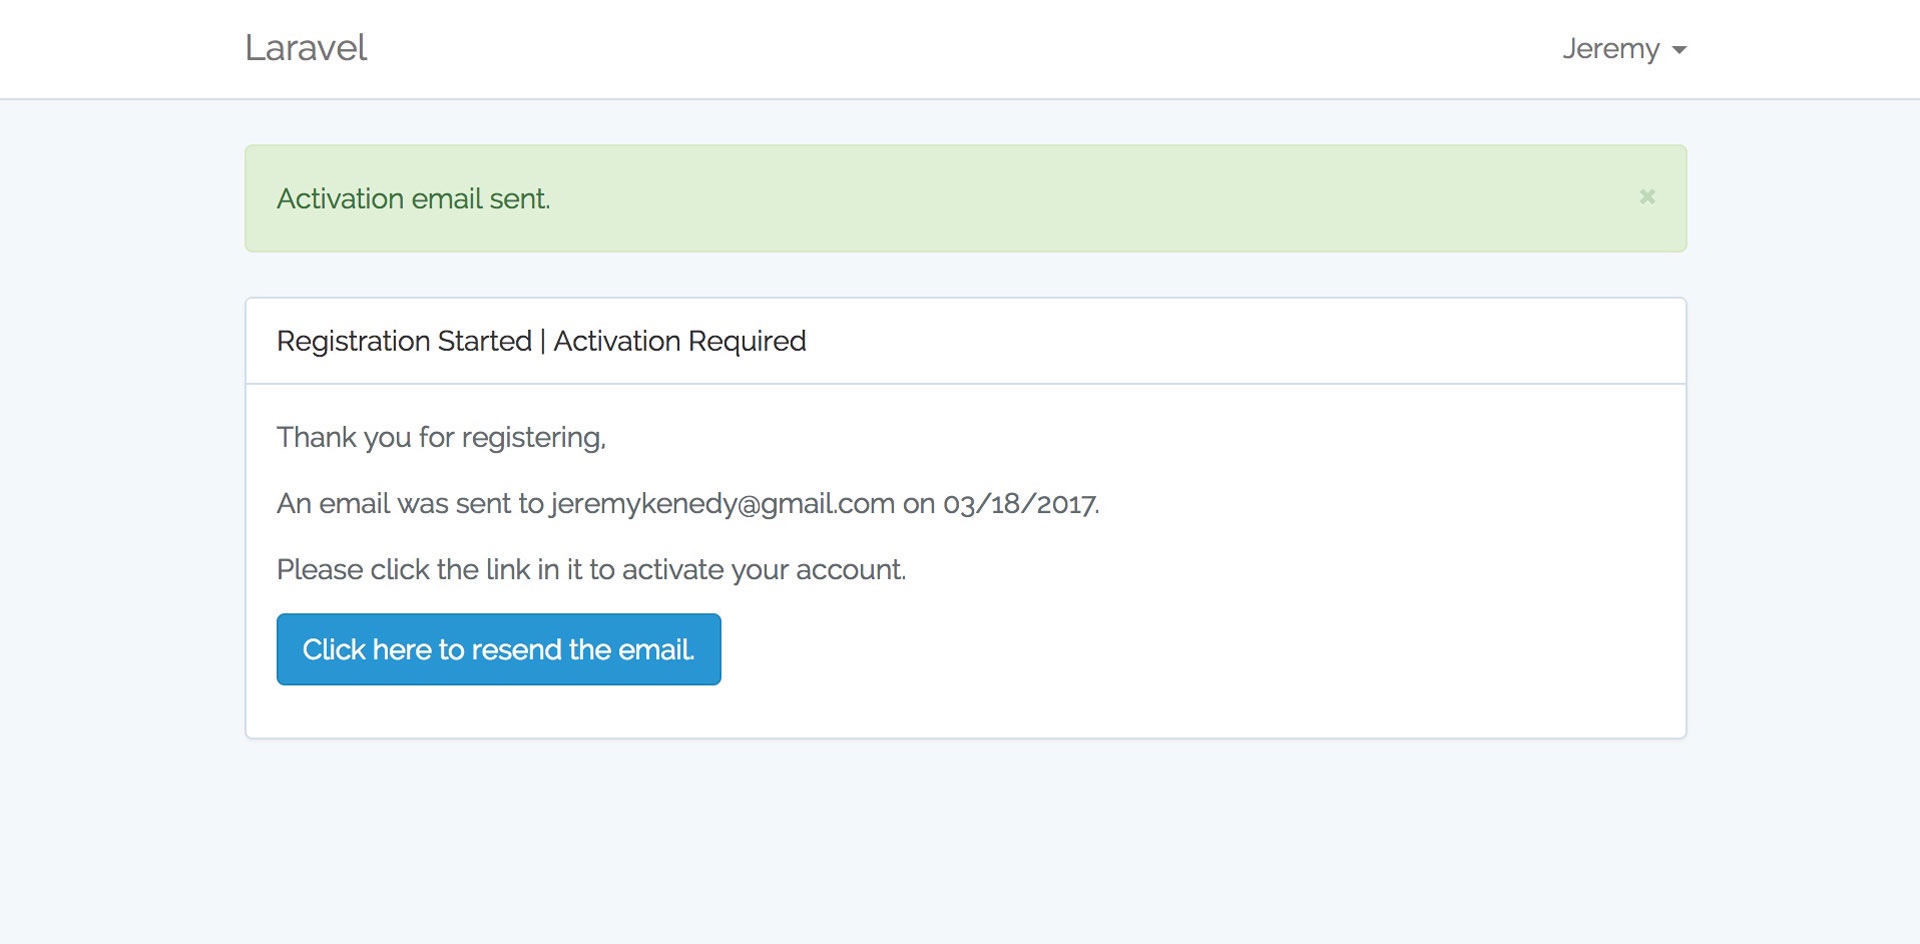 Laravel
Jeremy
Activation email sent.
×
Registration Started | Activation Required
Thank you for registering,
An email was sent to jeremykenedy@gmail.com on 03/18/2017.
Please click the link in it to activate your account.
Click here to resend the email.